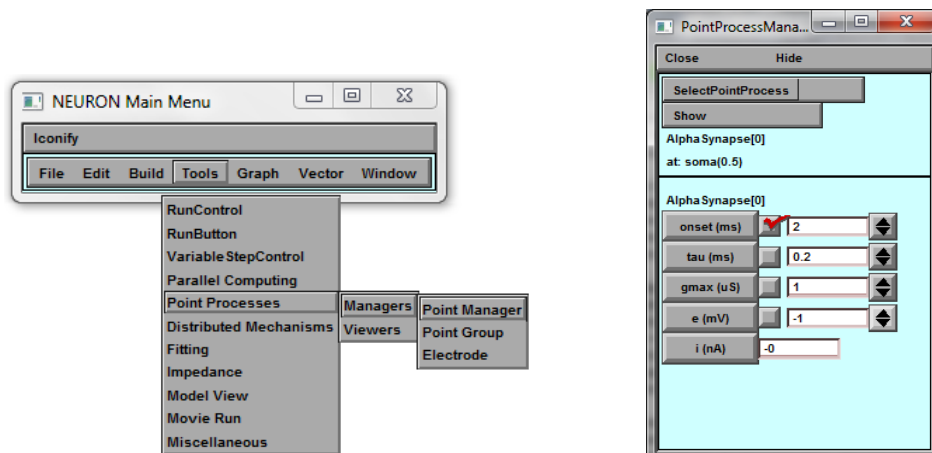 NEURON Main Menu
Iconify
File Edit Build Tools Graph Vector Window
RunControl
RunButton
VariableStepControl
Parallel Computing
Point Processes
Distributed Mechanisms
Fitting
Impedance
Model View
Movie Run
Miscellaneous
Managers
Viewers
Point Manager
Point Group
Electrode
PointProcessMana...
Close Hide
SelectPointProcess
Show
AlphaSynapse[0]
at: soma(0.5)
AlphaSynapse[0]
onset (ms) 2
tau (ms) 0.2
gmax (uS) 1
e (mV) -1
i (nA) -0